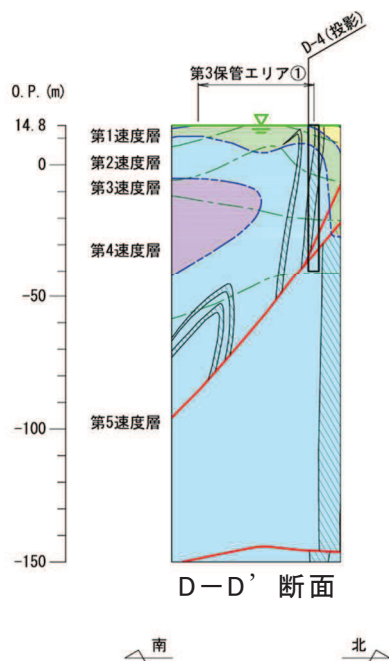 D-4(投影)
第3保管エリア①
O.P.(m)
14.8
第1速度層
0
第2速度層
第3速度層
第4速度層
-50
第5速度層
-100
-150
D－D’断面
南
北